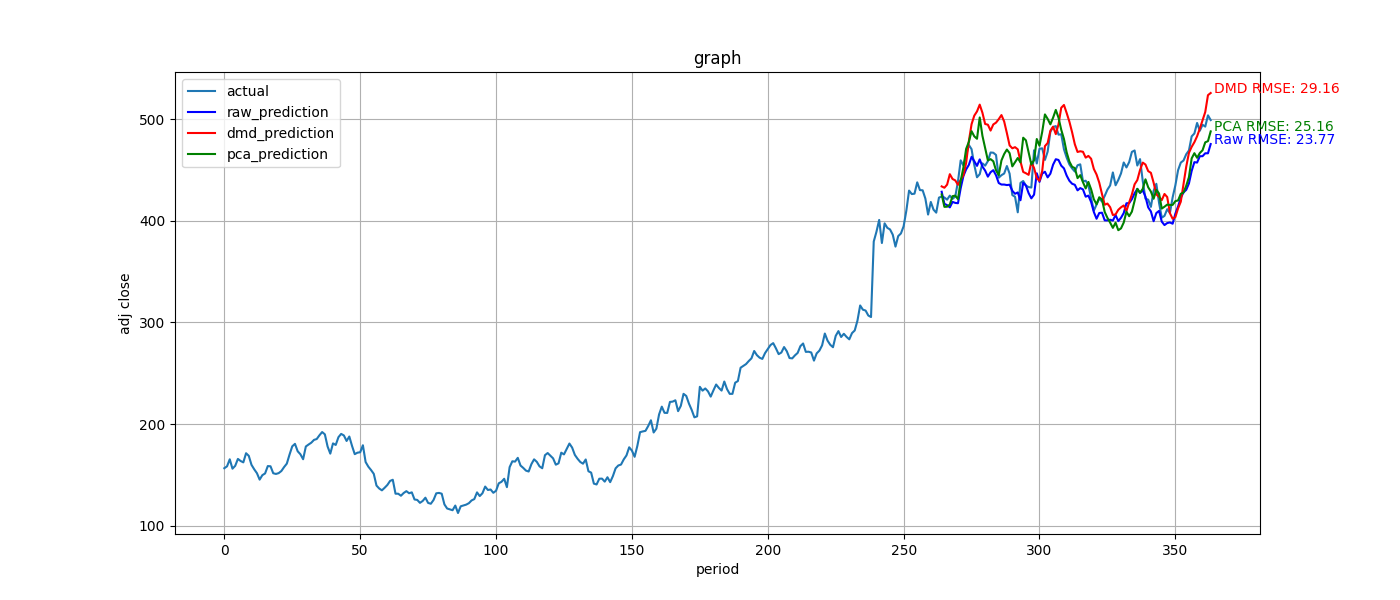 graph
actual
raw_prediction
dmd_prediction
pca_prediction
DMD RMSE: 29.16
PCA RMSE: 25.16
Raw RMSE: 23.77
adj close
500
400
300
200
100
0 50 100 150 200 250 300 350
period